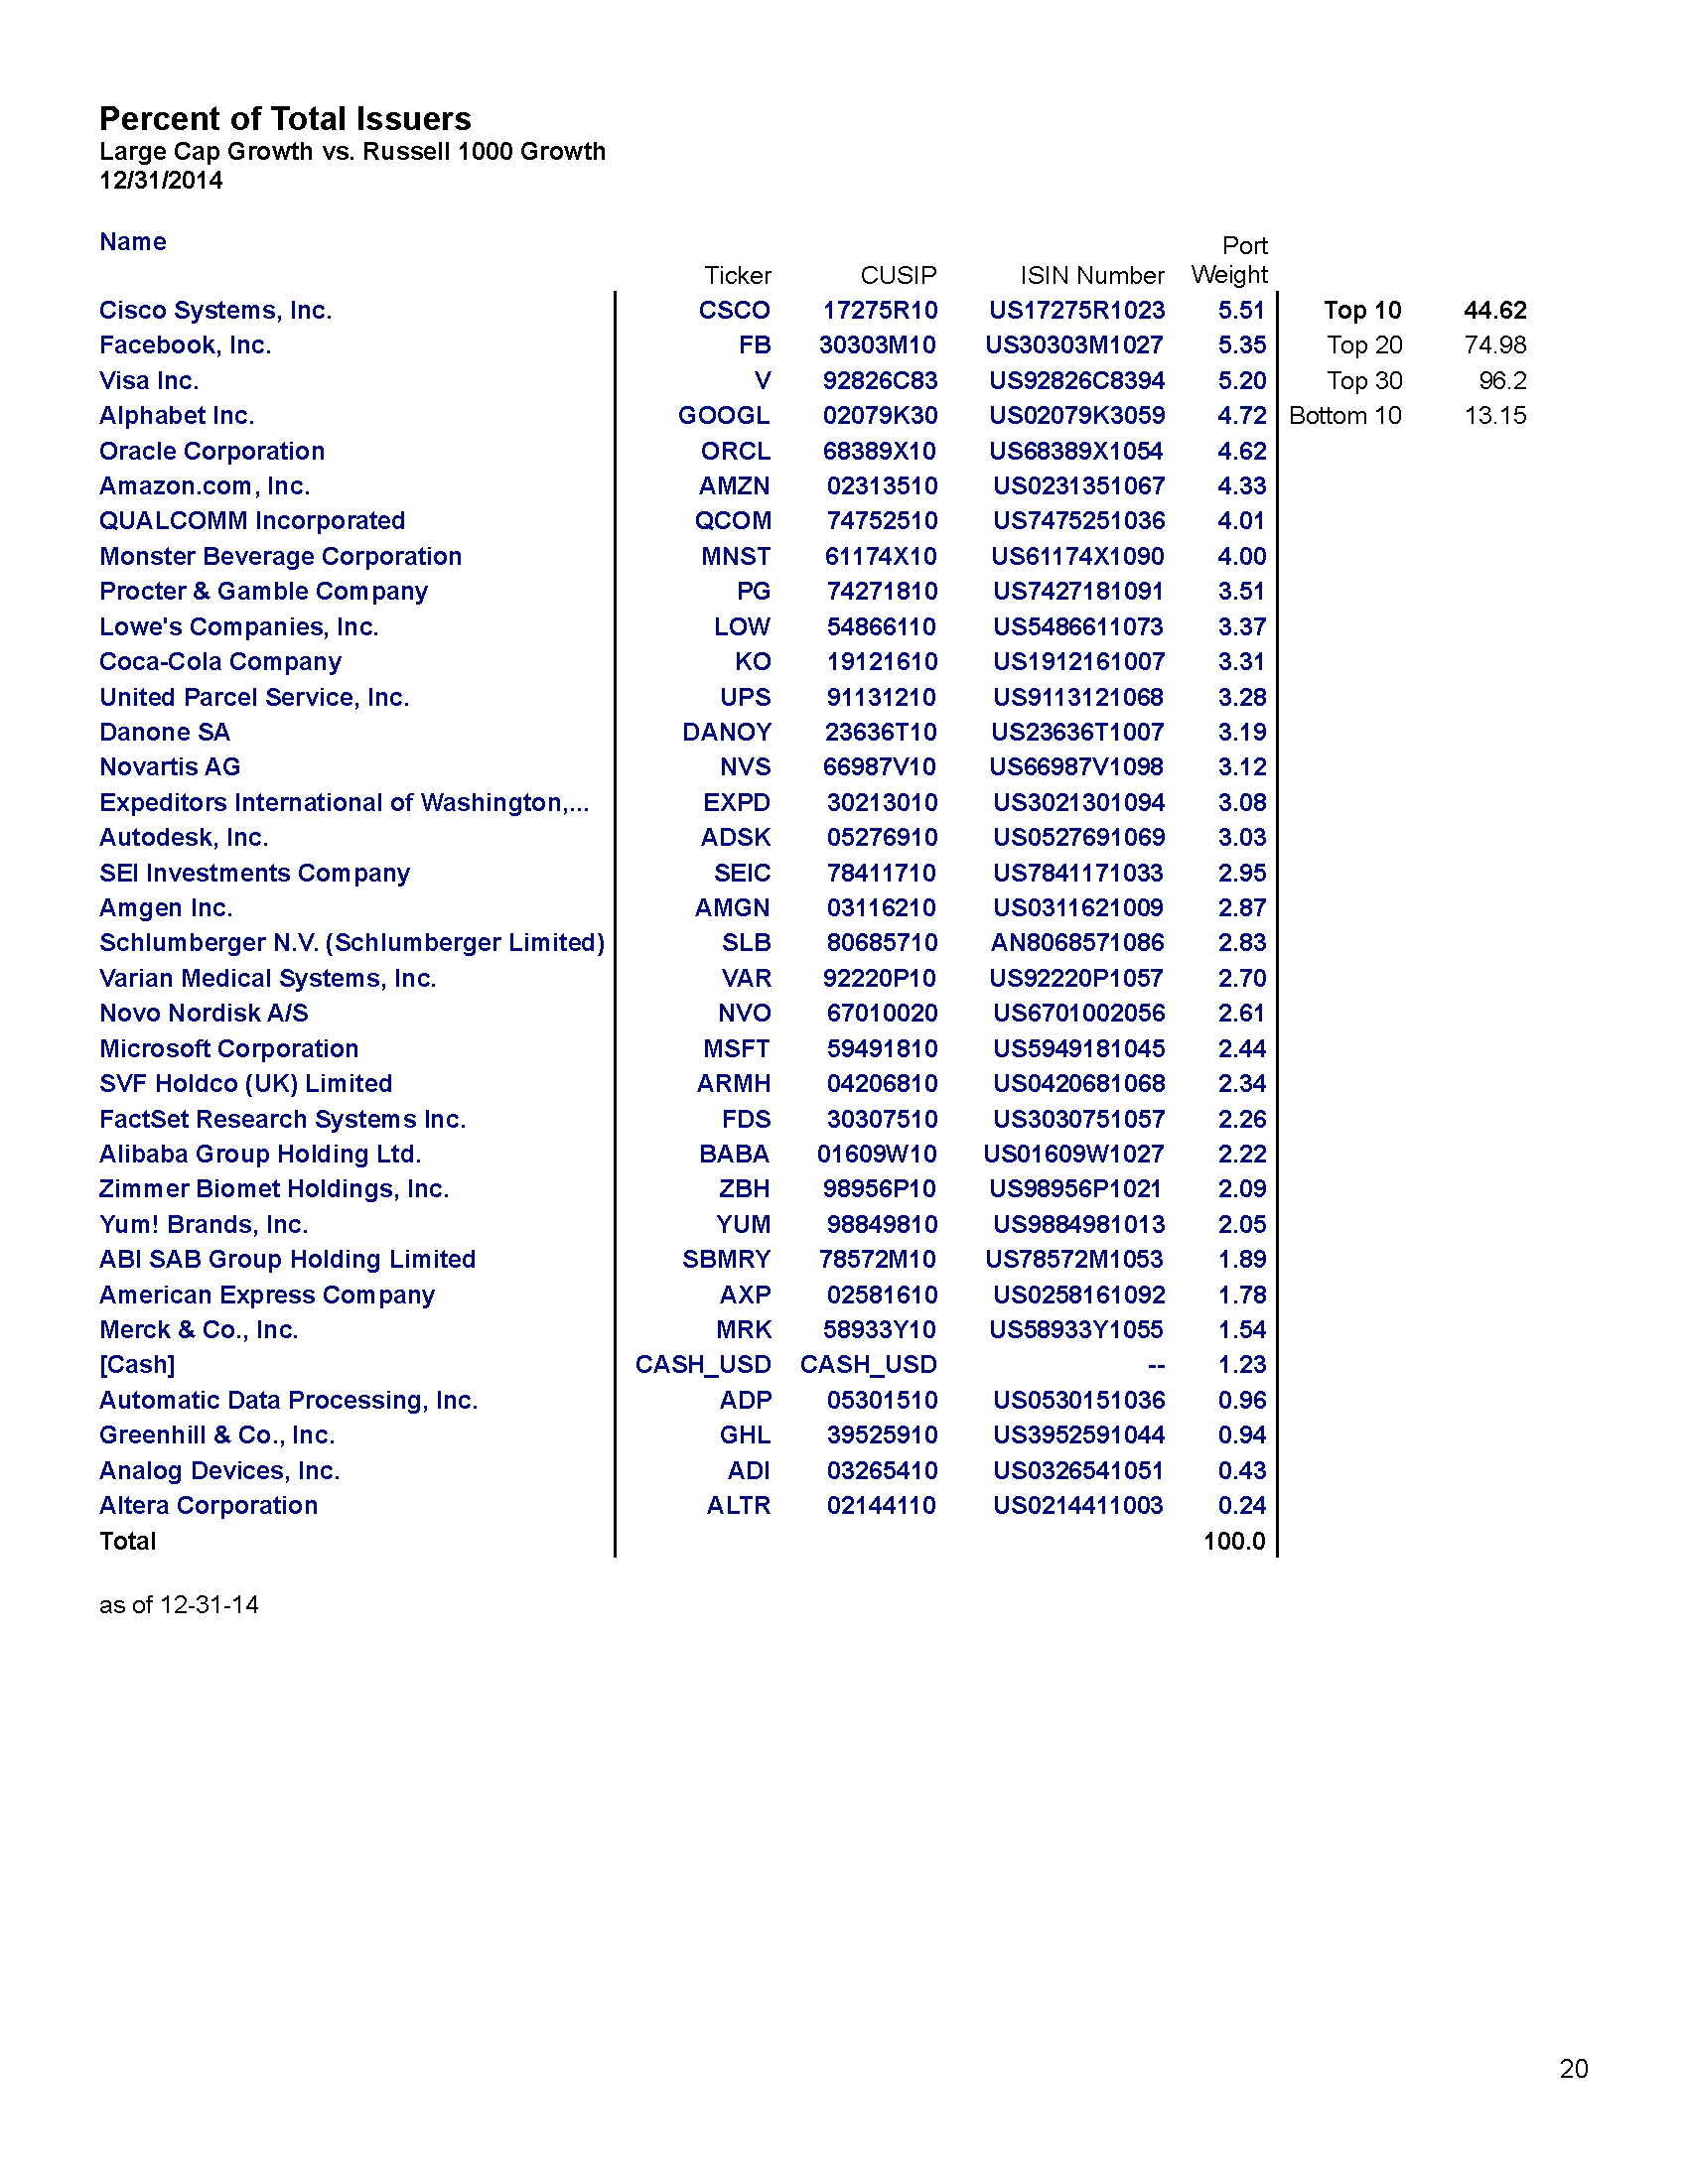 Percent of Total Issuers
Large Cap Growth vs. Russell 1000 Growth
12/31/2014
Name Ticker CUSIP ISIN Number Port Weight
Cisco Systems, Inc. CSCO 17275R10 US17275R1023 5.51 Top 10 44.62
Facebook, Inc. FB 30303M10 US30303M1027 5.35 Top 20 74.98
Visa Inc. V 92826C83 US92826C8394 5.20 Top 30 96.2
Alphabet Inc. GOOGL 02079K30 US02079K3059 4.72 Bottom 10 13.15
Oracle Corporation ORCL 68389X10 US68389X1054 4.62
Amazon.com, Inc. AMZN 02313510 US0231351067 4.33
QUALCOMM Incorporated QCOM 74752510 US7475251036 4.01
Monster Beverage Corporation MNST 61174X10 US61174X1090 4.00
Procter & Gamble Company PG 74271810 US7427181091 3.51
Lowe's Companies, Inc. LOW 54866110 US5486611073 3.37
Coca-Cola Company KO 19121610 US1912161007 3.31
United Parcel Service, Inc. UPS 91131210 US9113121068 3.28
Danone SA DANOY 23636T10 US23636T1007 3.19
Novartis AG NVS 66987V10 US66987V1098 3.12
Expeditors International of Washington,... EXPD 30213010 US3021301094 3.08
Autodesk, Inc. ADSK 05276910 US0527691069 3.03
SEI Investments Company SEIC 78411710 US7841171033 2.95
Amgen Inc. AMGN 03116210 US0311621009 2.87
Schlumberger N.V. (Schlumberger Limited) SLB 80685710 AN8068571086 2.83
Varian Medical Systems, Inc. VAR 92220P10 US92220P1057 2.70
Novo Nordisk A/S NVO 67010020 US6701002056 2.61
Microsoft Corporation MSFT 59491810 US5949181045 2.44
SVF Holdco (UK) Limited ARMH 04206810 US0420681068 2.34
FactSet Research Systems Inc. FDS 30307510 US3030751057 2.26
Alibaba Group Holding Ltd. BABA 01609W10 US01609W1027 2.22
Zimmer Biomet Holdings, Inc. ZBH 98956P10 US98956P1021 2.09
Yum! Brands, Inc. YUM 98849810 US9884981013 2.05
ABI SAB Group Holding Limited SBMRY 78572M10 US78572M1053 1.89
American Express Company AXP 02581610 US0258161092 1.78
Merck & Co., Inc. MRK 58933Y10 US58933Y1055 1.54
[Cash] CASH_USD CASH_USD -- 1.23
Automatic Data Processing, Inc. ADP 05301510 US0530151036 0.96
Greenhill & Co., Inc. GHL 39525910 US3952591044 0.94
Analog Devices, Inc. ADI 03265410 US0326541051 0.43
Altera Corporation ALTR 02144110 US0214411003 0.24
Total 100.0
as of 12-31-14
20